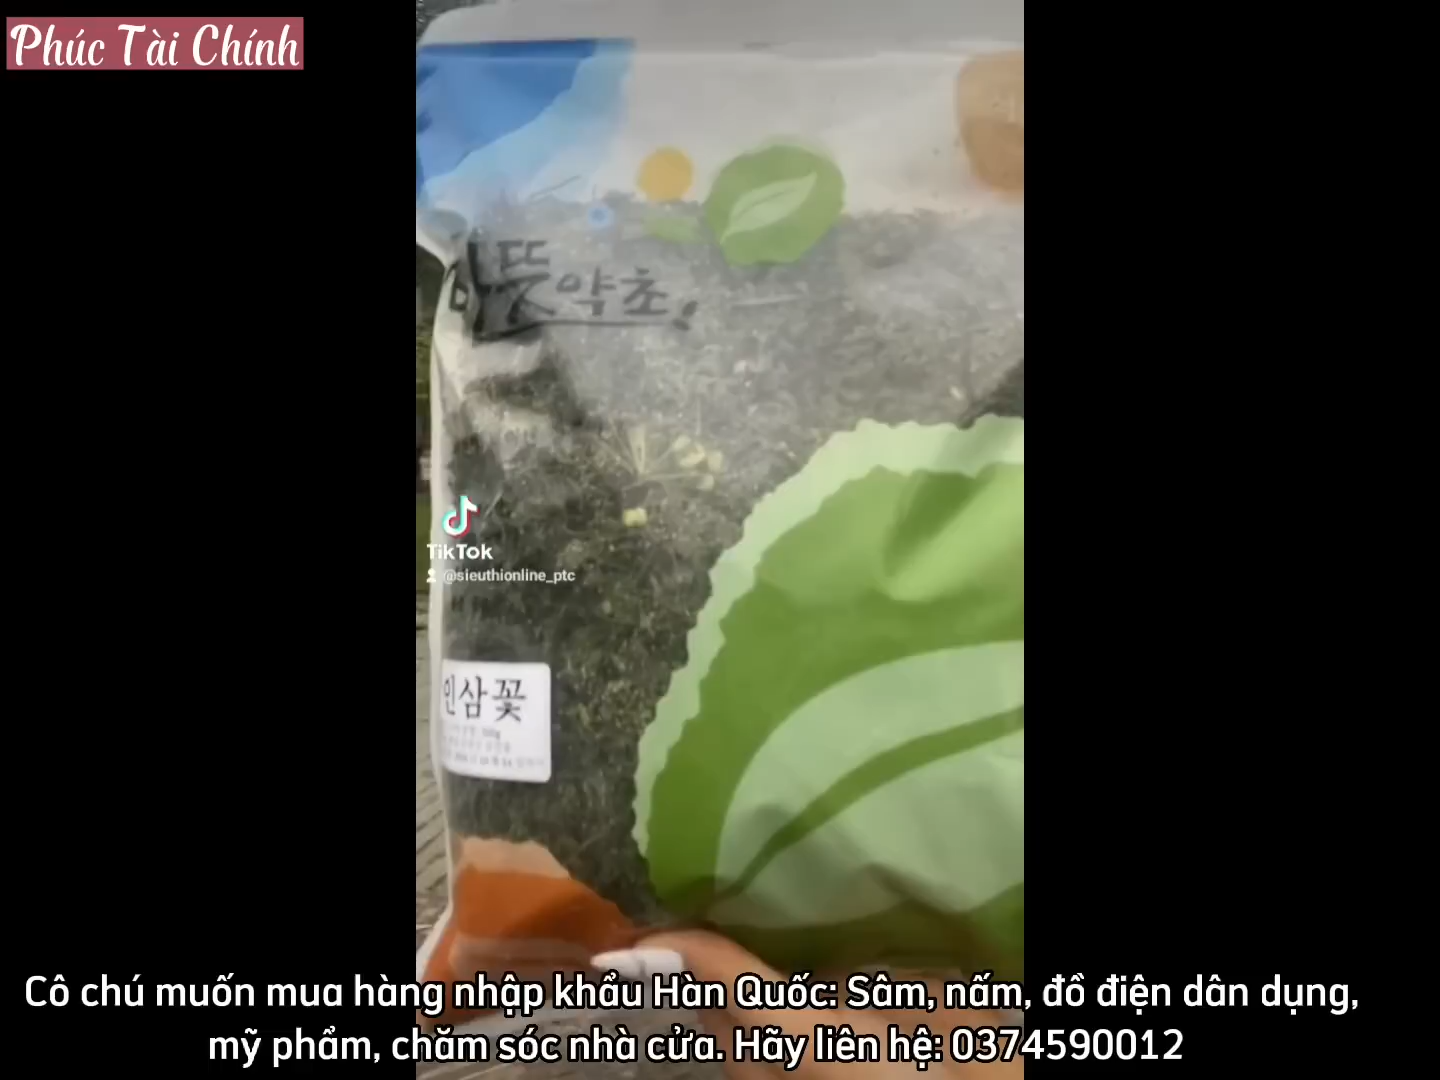 Phúc Tài Chính
뜻약초
TikTok
@sieuthionline_ptc
인삼꽃
Cô chú muốn mua hàng nhập khẩu Hàn Quốc: Sâm, nấm, đồ điện dân dụng,
mỹ phẩm, chăm sóc nhà cửa. Hãy liên hệ: 0374590012